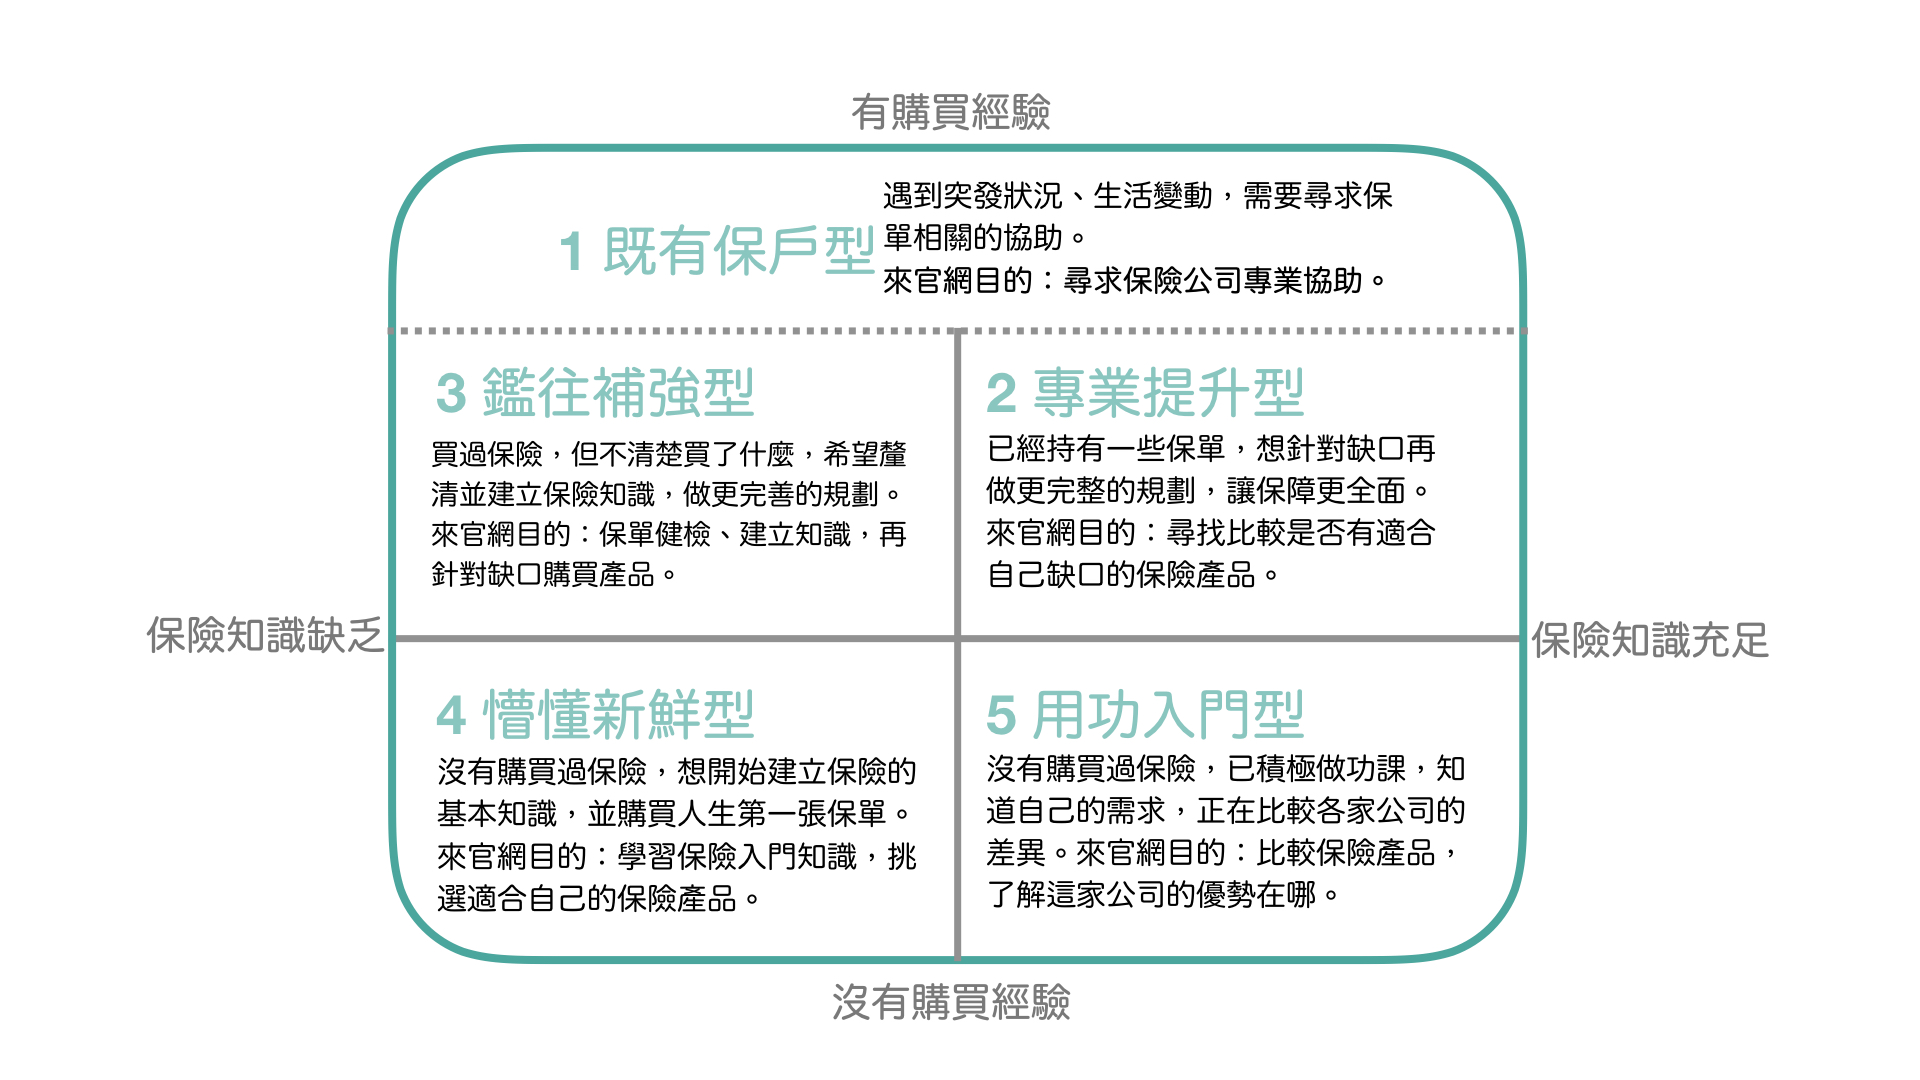 有購買經驗
1 既有保戶型
遇到突發狀況、生活變動，需要尋求保
單相關的協助。
來官網目的：尋求保險公司專業協助。
3 鑑往補強型
買過保險，但不清楚買了什麼，希望釐
清並建立保險知識，做更完善的規劃。
來官網目的：保單健檢、建立知識，再
針對缺口購買產品。
2 專業提升型
已經持有一些保單，想針對缺口再
做更完整的規劃，讓保障更全面。
來官網目的：尋找比較是否有適合
自己缺口的保險產品。
保險知識缺乏
保險知識充足
4 懵懂新鮮型
沒有購買過保險，想開始建立保險的
基本知識，並購買人生第一張保單。
來官網目的：學習保險入門知識，挑
選適合自己的保險產品。
5 用功入門型
沒有購買過保險，已積極做功課，知
道自己的需求，正在比較各家公司的
差異。來官網目的：比較保險產品，
了解這家公司的優勢在哪。
沒有購買經驗